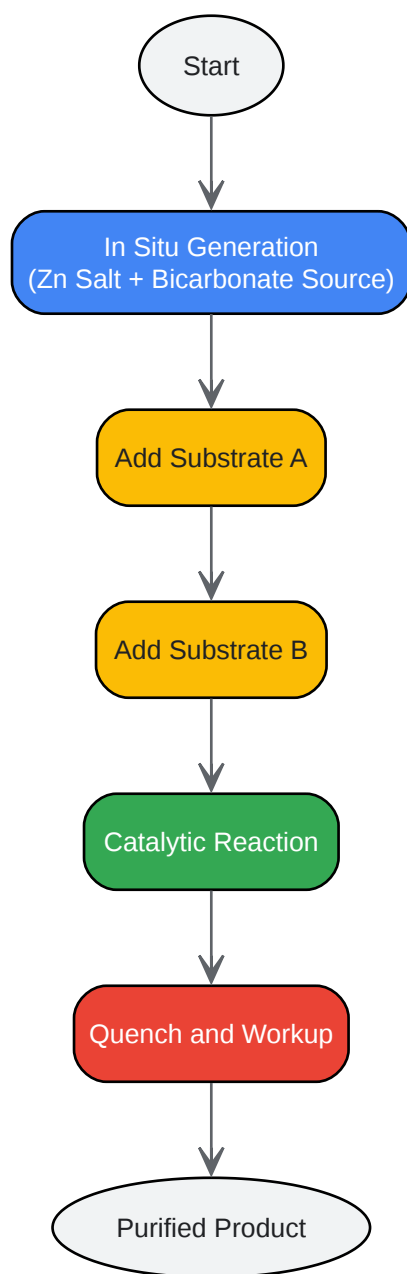 Start
In Situ Generation
(Zn Salt + Bicarbonate Source)
Add Substrate A
Add Substrate B
Catalytic Reaction
Quench and Workup
Purified Product